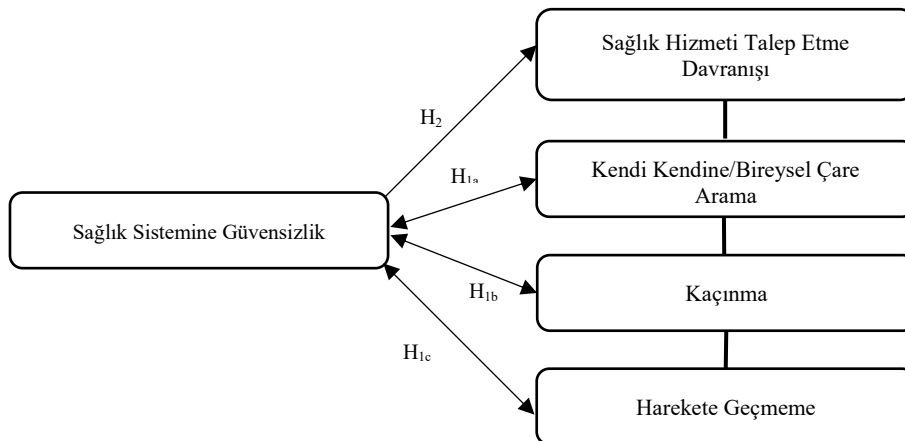 Sağlık Hizmeti Talep Etme
Davranışı
H2
H1a
Kendi Kendine/Bireysel Çare
Arama
Sağlık Sistemine Güvensizlik
H1b
Kaçınma
H1c
Harekete Geçmeme